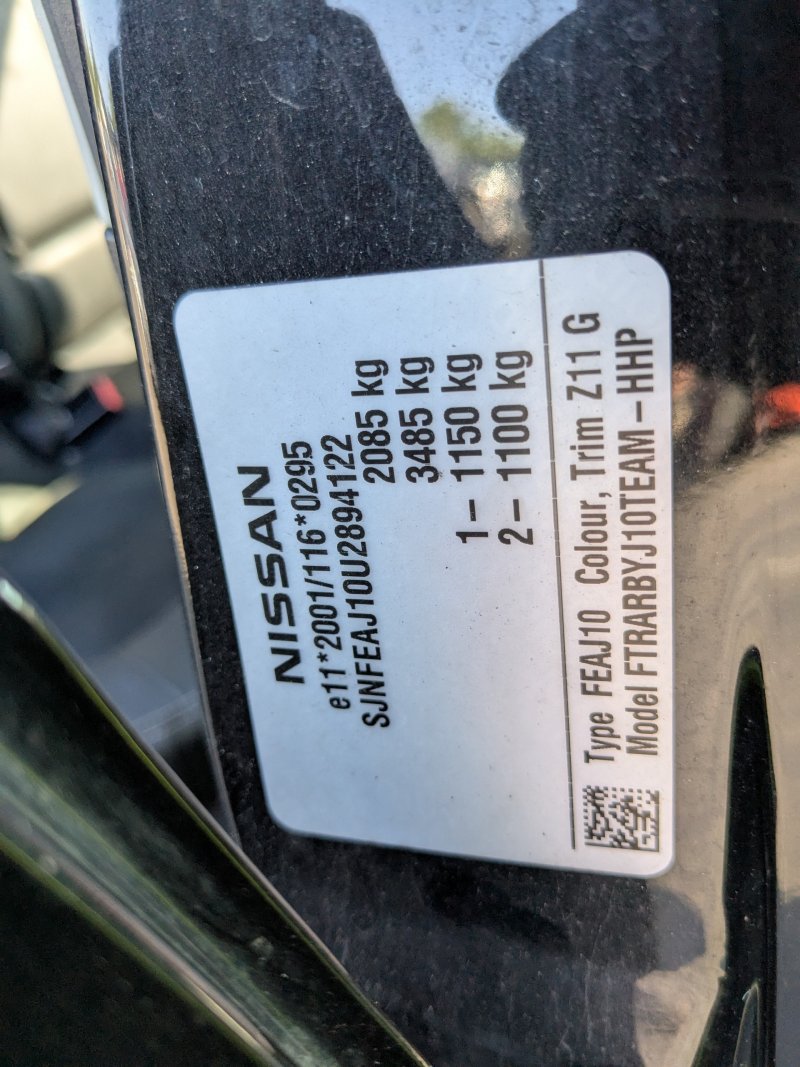 NISSAN
e11*2001/116*0295
SJNFEAJ10U2894122
2085 kg
3485 kg
1– 1150 kg
2– 1100 kg
Type FEAJ10 Colour, Trim Z11 G
Model FTRARBYJ10TEAM – HHP